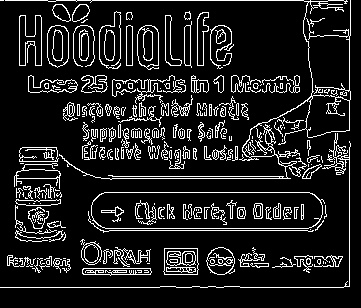 HoodiaLife
Lose 25 pounds in 1 Month!
Discover the New Miracle
Supplement for Safe,
Effective Weight Loss!
Click Here To Order!
Featured on:
OPRAH
60
abc
TODAY